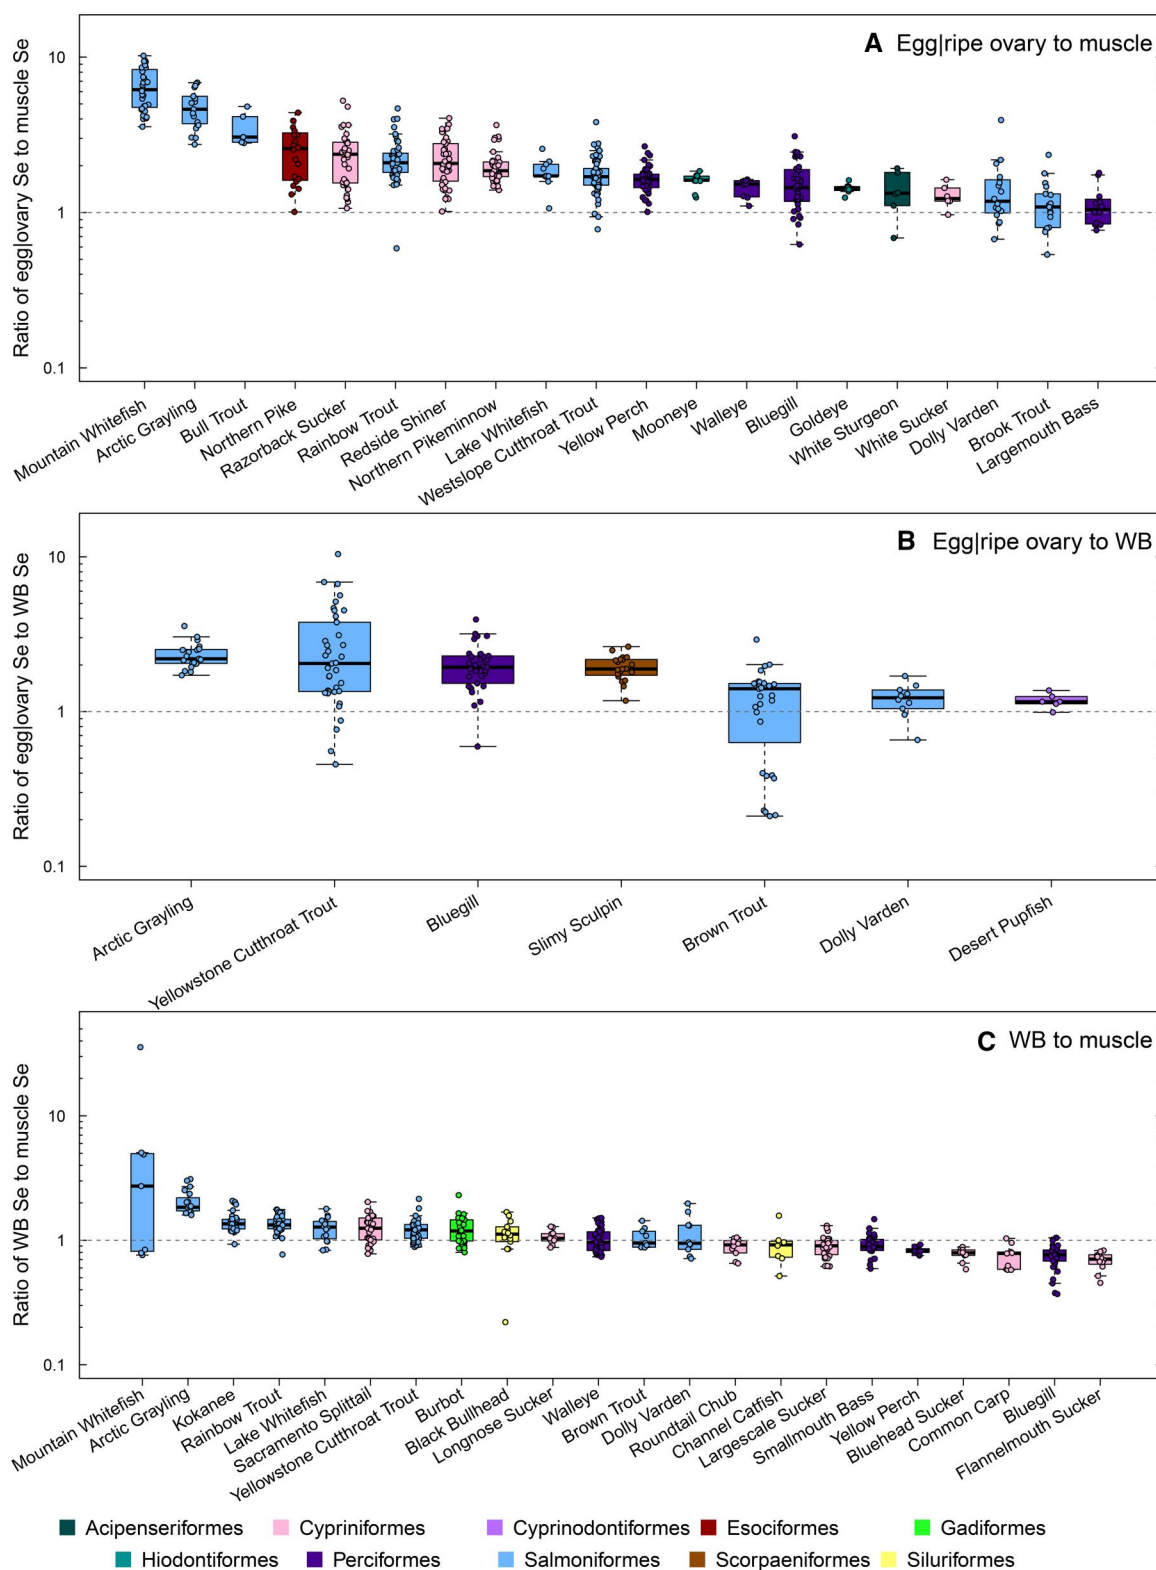 A Egg|ripe ovary to muscle
Ratio of egg|ovary Se to muscle Se
10
1
0.1
Mountain Whitefish
Arctic Grayling
Bull Trout
Northern Pike
Razorback Sucker
Rainbow Trout
Redside Shiner
Northern Pikeminnow
Lake Whitefish
Westslope Cutthroat Trout
Yellow Perch
Mooneye
Walleye
Bluegill
Goldeye
White Sturgeon
White Sucker
Dolly Varden
Brook Trout
Largemouth Bass
B Egg|ripe ovary to WB
Ratio of egg|ovary Se to WB Se
10
1
0.1
Arctic Grayling
Yellowstone Cutthroat Trout
Bluegill
Slimy Sculpin
Brown Trout
Dolly Varden
Desert Pupfish
C WB to muscle
Ratio of WB Se to muscle Se
10
1
0.1
Mountain Whitefish
Arctic Grayling
Kokanee
Rainbow Trout
Lake Whitefish
Sacramento Splittail
Yellowstone Cutthroat Trout
Burbot
Black Bullhead
Longnose Sucker
Walleye
Brown Trout
Dolly Varden
Roundtail Chub
Channel Catfish
Largescale Sucker
Smallmouth Bass
Yellow Perch
Bluehead Sucker
Common Carp
Bluegill
Flannelmouth Sucker
Acipenseriformes Cypriniformes Cyprinodontiformes Esociformes Gadiformes
Hiodontiformes Perciformes Salmoniformes Scorpaeniformes Siluriformes